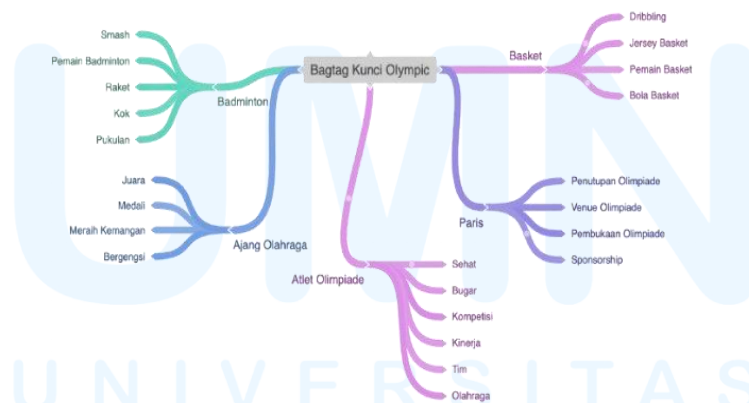 Bagtag Kunci Olympic
Badminton
Smash
Pemain Badminton
Raket
Kok
Pukulan
Ajang Olahraga
Juara
Medali
Meraih Kemangan
Bergengsi
Atlet Olimpiade
Sehat
Bugar
Kompetisi
Kinerja
Tim
Olahraga
Basket
Dribbling
Jersey Basket
Pemain Basket
Bola Basket
Paris
Penutupan Olimpiade
Venue Olimpiade
Pembukaan Olimpiade
Sponsorship
UMN
UNIVERSITAS